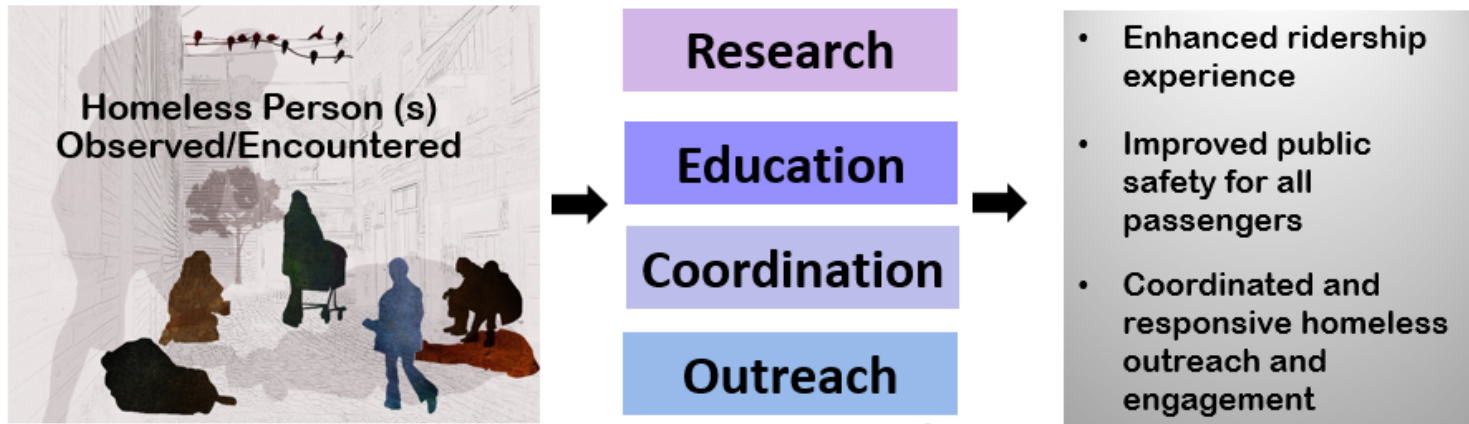 Homeless Person (s)
Observed/Encountered
Research
Education
Coordination
Outreach
• Enhanced ridership
experience
• Improved public
safety for all
passengers
• Coordinated and
responsive homeless
outreach and
engagement